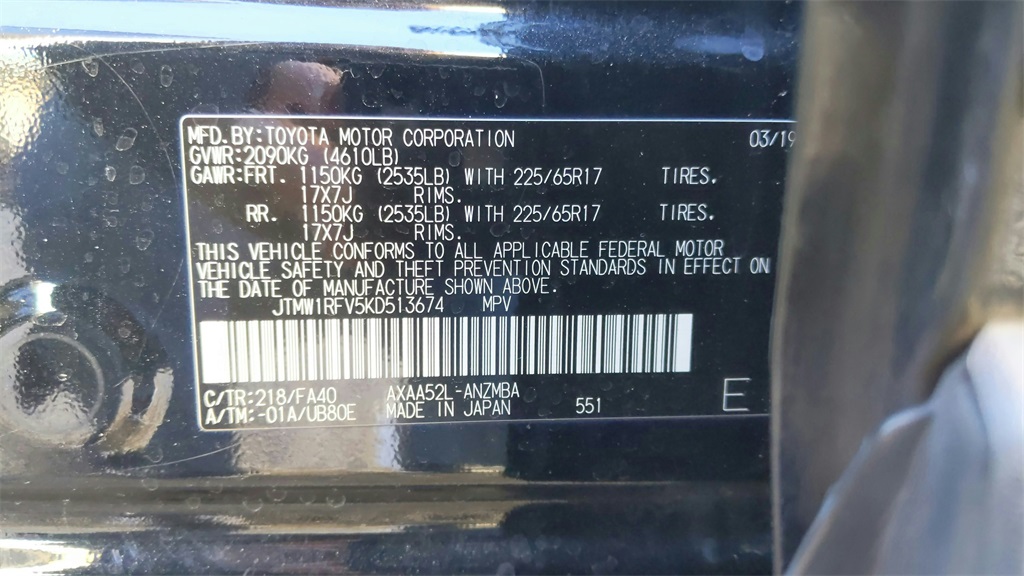 MFD. BY: TOYOTA MOTOR CORPORATION 03/19
GVWR: 2090KG (4610LB)
GAWR: FRT. 1150KG (2535LB) WITH 225/65R17 TIRES.
17X7J RIMS.
RR. 1150KG (2535LB) WITH 225/65R17 TIRES.
17X7J RIMS.
THIS VEHICLE CONFORMS TO ALL APPLICABLE FEDERAL MOTOR
VEHICLE SAFETY AND THEFT PREVENTION STANDARDS IN EFFECT ON
THE DATE OF MANUFACTURE SHOWN ABOVE.
JTMW1RFV5KD513674 MPV
C/TR: 218/FA40 AXAA52L-ANZMBA
A/TM: -01A/UB80E MADE IN JAPAN 551 E